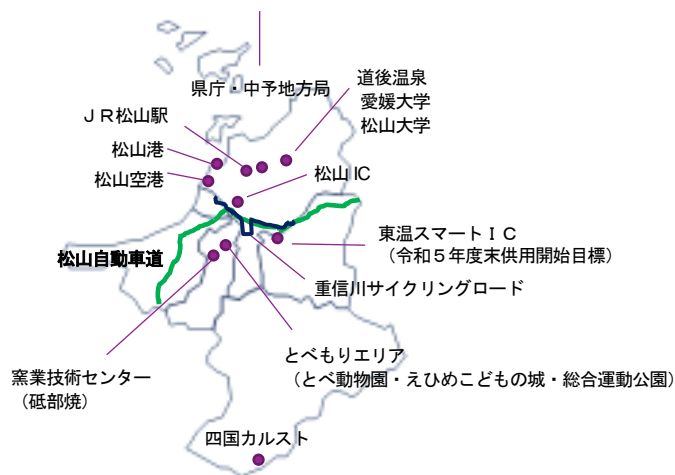 県庁・中予地方局
道後温泉
愛媛大学
松山大学
ＪＲ松山駅
松山港
松山空港
松山 IC
東温スマートＩＣ
（令和５年度末供用開始目標）
松山自動車道
重信川サイクリングロード
とべもりエリア
（とべ動物園・えひめこどもの城・総合運動公園）
窯業技術センター
（砥部焼）
四国カルスト